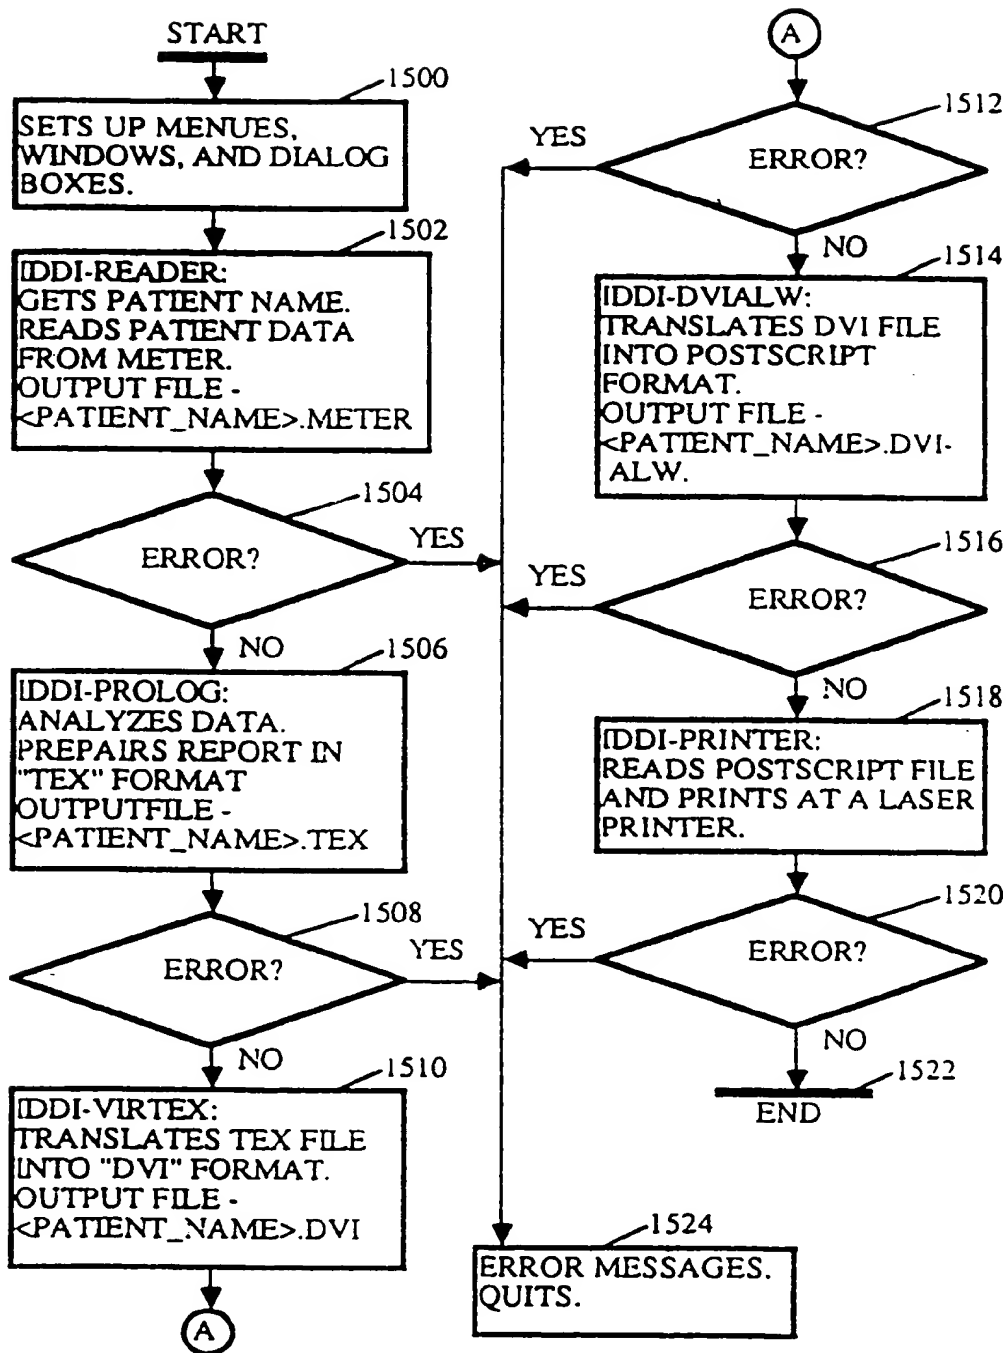 START
1500
SETS UP MENUES,
WINDOWS, AND DIALOG
BOXES.
1502
IDDI-READER:
GETS PATIENT NAME.
READS PATIENT DATA
FROM METER.
OUTPUT FILE -
<PATIENT_NAME>.METER
1504
ERROR?
YES
NO
1506
IDDI-PROLOG:
ANALYZES DATA.
PREPAIRS REPORT IN
"TEX" FORMAT
OUTPUTFILE -
<PATIENT_NAME>.TEX
1508
ERROR?
YES
NO
1510
IDDI-VIRTEX:
TRANSLATES TEX FILE
INTO "DVI" FORMAT.
OUTPUT FILE -
<PATIENT_NAME>.DVI
A
A
1512
YES
ERROR?
NO
1514
IDDI-DVIALW:
TRANSLATES DVI FILE
INTO POSTSCRIPT
FORMAT.
OUTPUT FILE -
<PATIENT_NAME>.DVI-
ALW.
1516
YES
ERROR?
NO
1518
IDDI-PRINTER:
READS POSTSCRIPT FILE
AND PRINTS AT A LASER
PRINTER.
1520
YES
ERROR?
NO
1522
END
1524
ERROR MESSAGES.
QUITS.